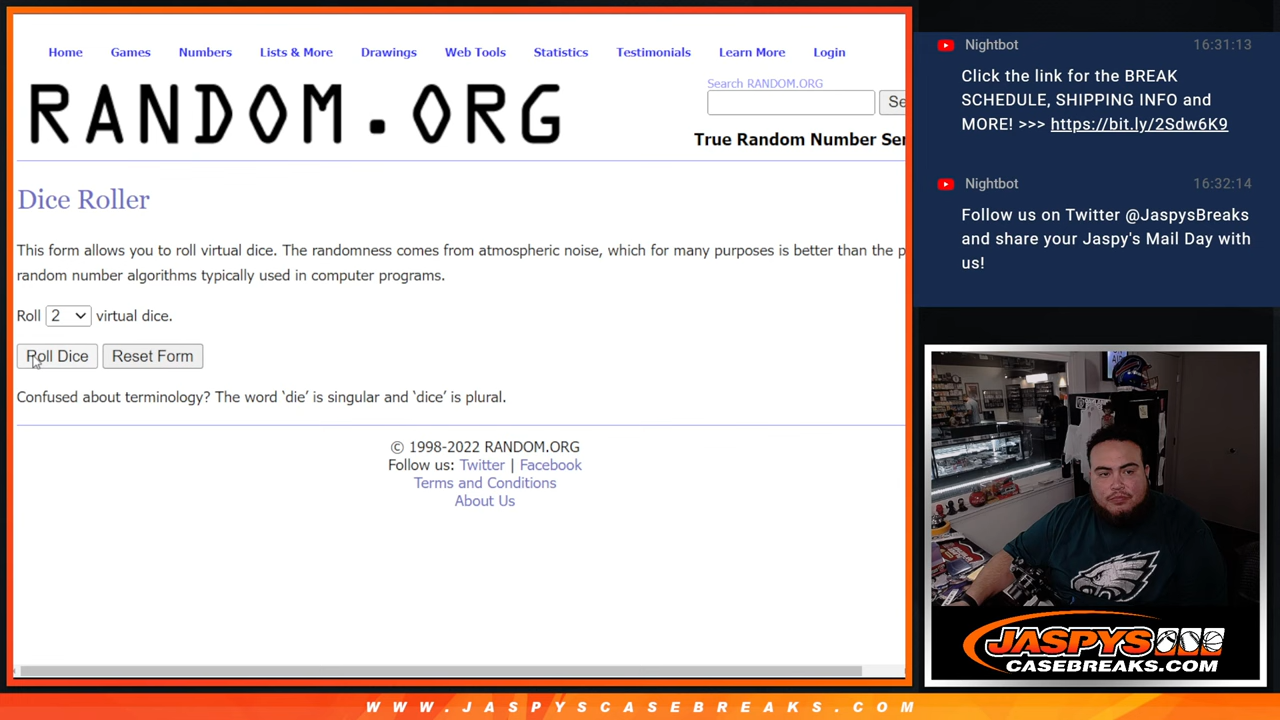 Home Games Numbers Lists & More Drawings Web Tools Statistics Testimonials Learn More Login
RANDOM.ORG
Search RANDOM.ORG
Se
True Random Number Ser
Dice Roller
This form allows you to roll virtual dice. The randomness comes from atmospheric noise, which for many purposes is better than the p
random number algorithms typically used in computer programs.
Roll 2 virtual dice.
Roll Dice Reset Form
Confused about terminology? The word ‘die’ is singular and ‘dice’ is plural.
© 1998-2022 RANDOM.ORG
Follow us: Twitter | Facebook
Terms and Conditions
About Us
Nightbot 16:31:13
Click the link for the BREAK
SCHEDULE, SHIPPING INFO and
MORE! >>> https://bit.ly/2Sdw6K9
Nightbot 16:32:14
Follow us on Twitter @JaspysBreaks
and share your Jaspy's Mail Day with
us!
JASPYS
CASEBREAKS.COM
WWW.JASPYSCASEBREAKS.COM